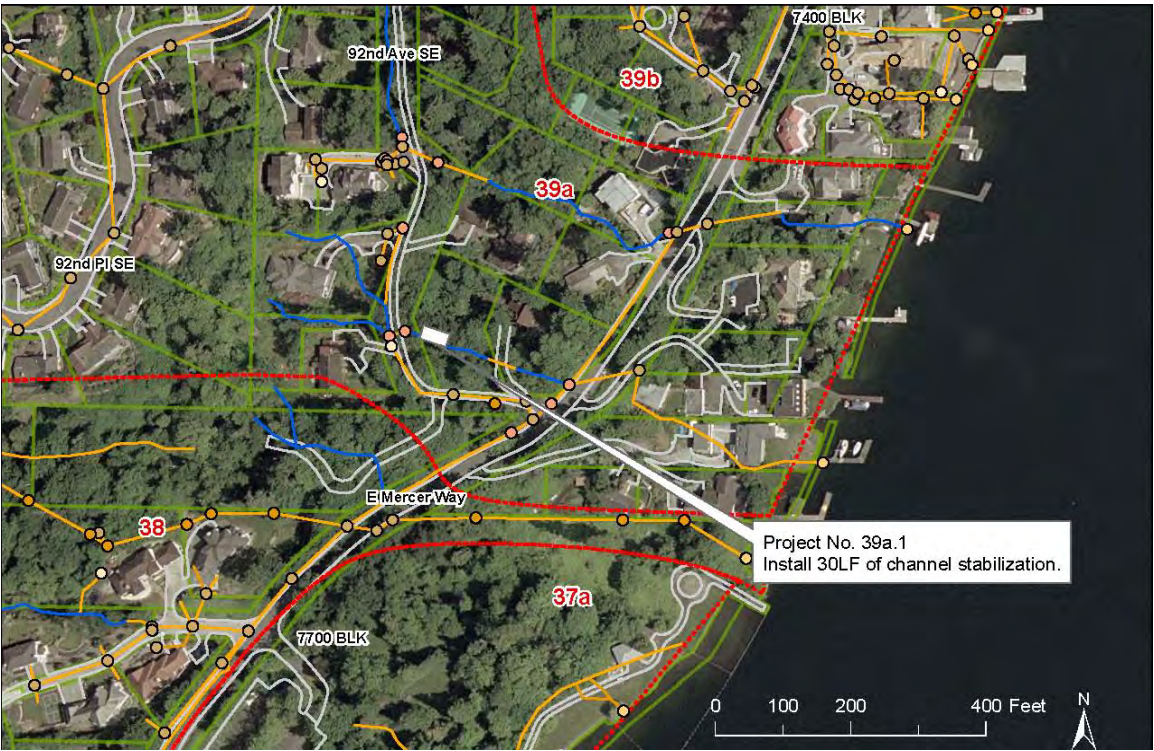 7400 BLK
92nd Ave SE
39b
39a
92nd Pl SE
E Mercer Way
38
Project No. 39a.1
Install 30LF of channel stabilization.
37a
7700 BLK
0 100 200 400 Feet
N